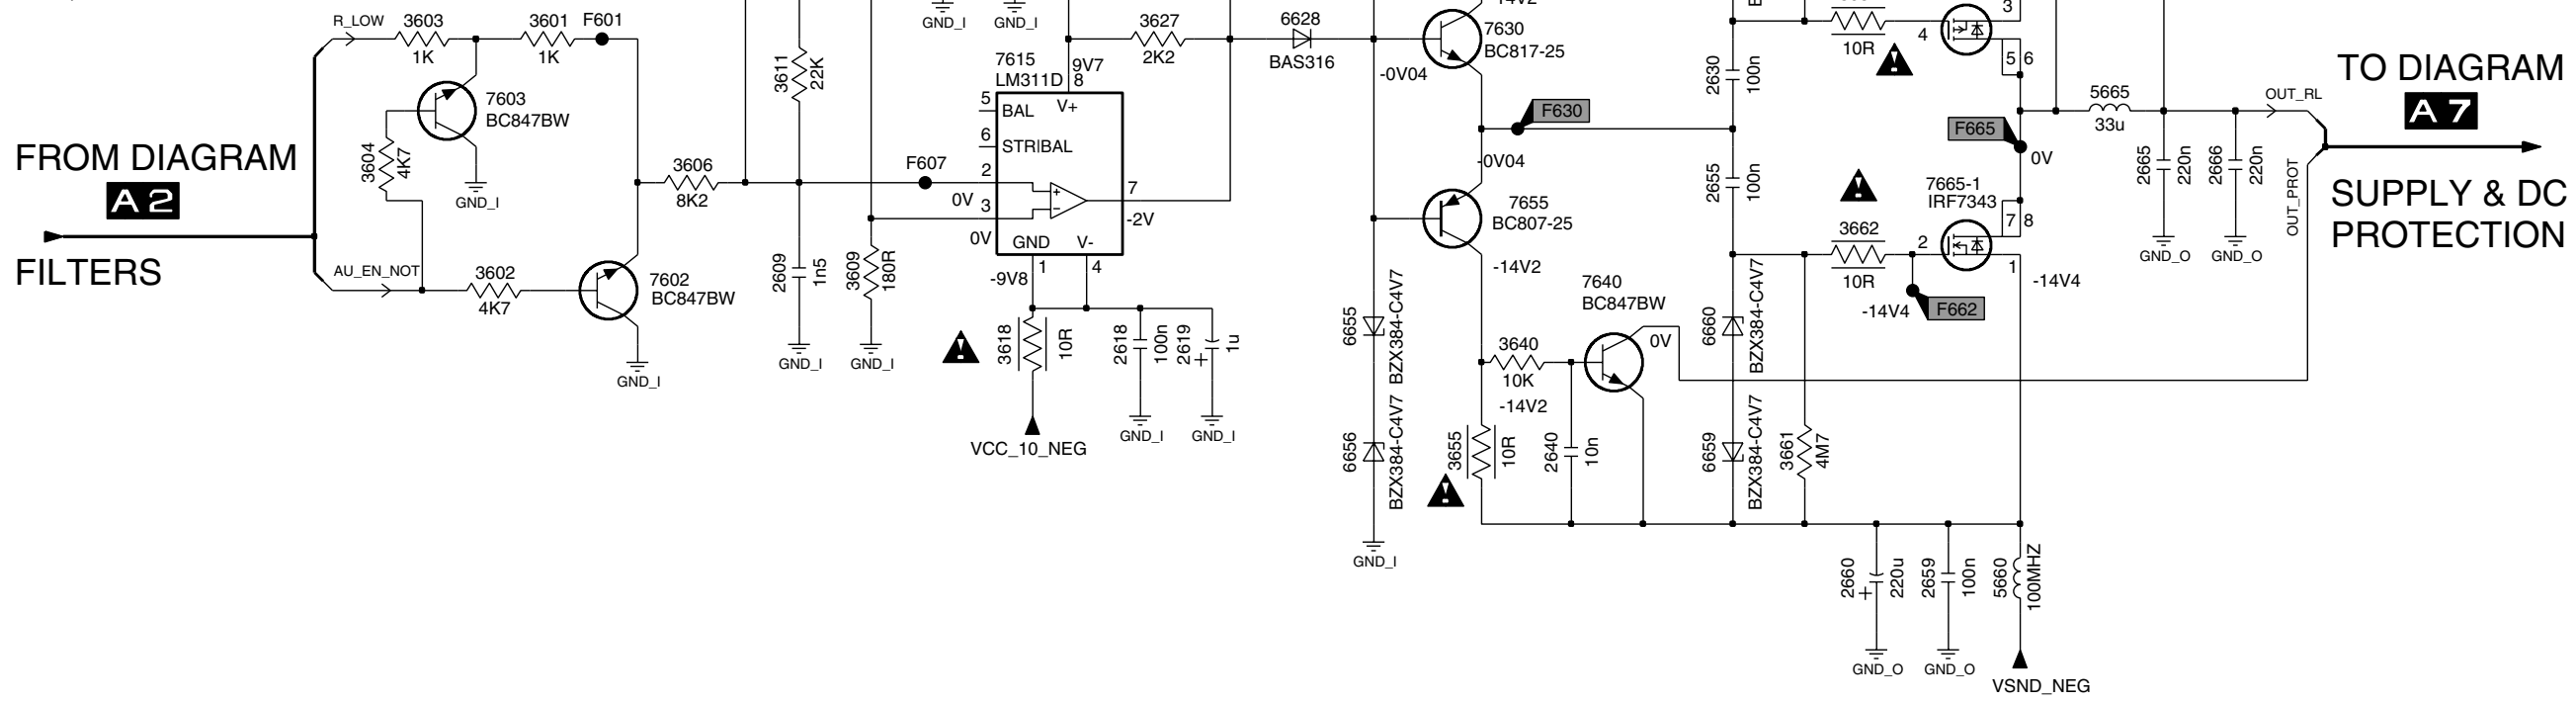 R_LOW
3603
1K
3601
1K
F601
7603
BC847BW
3604
4K7
GND_I
FROM DIAGRAM
A 2
FILTERS
AU_EN_NOT
3602
4K7
7602
BC847BW
GND_I
3606
8K2
3611
22K
F607
2609
1n5
GND_I
3609
180R
GND_I
GND_I
GND_I
7615
LM311D
9V7
8
V+
5
BAL
6
STRIBAL
2
0V
3
0V
+
−
7
-2V
GND
V-
-9V8
1
4
3618
10R
VCC_10_NEG
2618
100n
GND_I
2619
+
1u
GND_I
3627
2K2
6628
BAS316
-14V2
7630
BC817-25
-0V04
F630
-0V04
7655
BC807-25
-14V2
6655
BZX384-C4V7
6656
BZX384-C4V7
GND_I
3640
10K
-14V2
3655
10R
2640
10n
7640
BC847BW
0V
2630
100n
2655
100n
6660
BZX384-C4V7
6659
BZX384-C4V7
3661
4M7
10R
4
3
5
6
F665
0V
7665-1
IRF7343
7
8
3662
10R
2
1
-14V4
-14V4
F662
5665
33u
2665
220n
GND_O
2666
220n
GND_O
OUT_RL
OUT_PROT
TO DIAGRAM
A 7
SUPPLY & DC
PROTECTION
2660
+
220u
GND_O
2659
100n
GND_O
5660
100MHZ
VSND_NEG